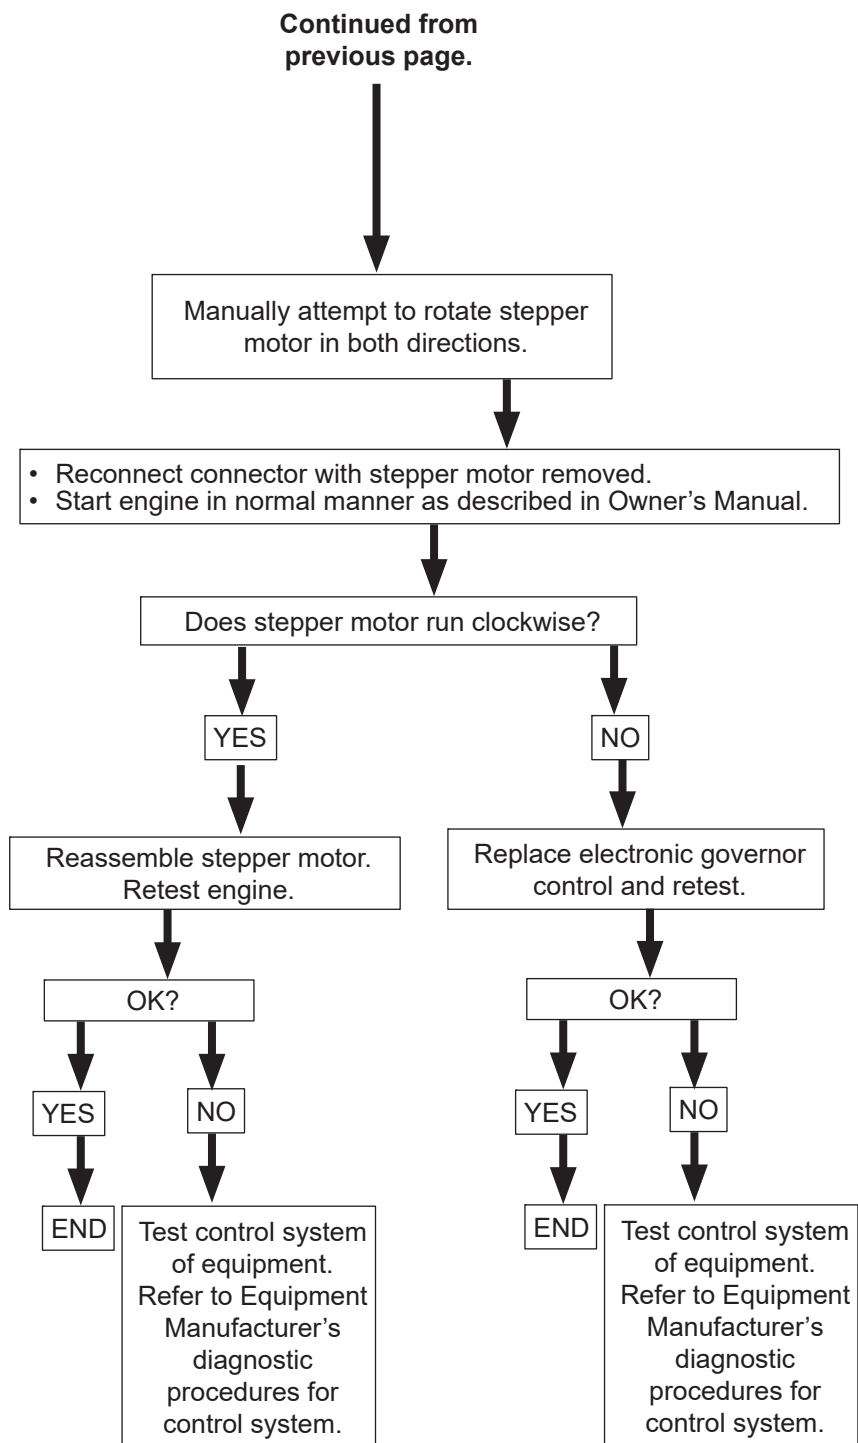 Continued from
previous page.
Manually attempt to rotate stepper
motor in both directions.
• Reconnect connector with stepper motor removed.
• Start engine in normal manner as described in Owner’s Manual.
Does stepper motor run clockwise?
YES
NO
Reassemble stepper motor.
Retest engine.
Replace electronic governor
control and retest.
OK?
OK?
YES
NO
YES
NO
END
Test control system
of equipment.
Refer to Equipment
Manufacturer’s
diagnostic
procedures for
control system.
END
Test control system
of equipment.
Refer to Equipment
Manufacturer’s
diagnostic
procedures for
control system.